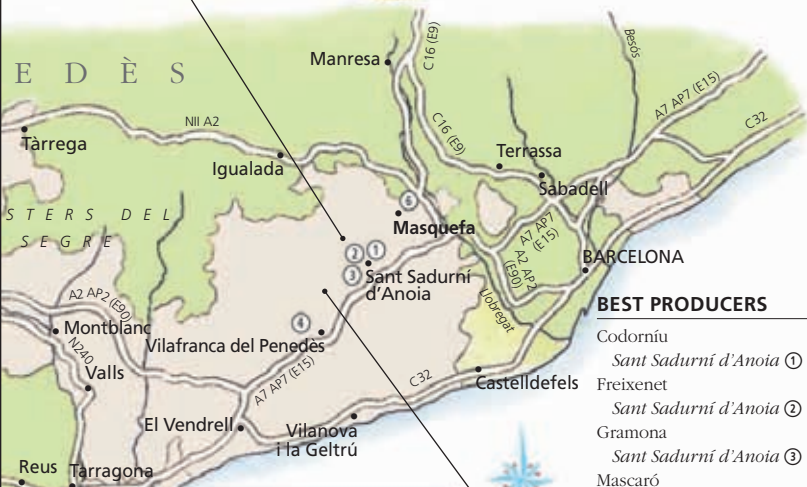 Manresa
C16 (E9)
Besós
E D È S
A7 AP7 (E15)
C32
NII A2
C16 (E9)
Tàrrega
Terrassa
Igualada
Sabadell
⑥
S T E R S D E L
S E G R E
Masquefa
A7 AP7
(E15)
② ①
A2 AP2
(E90)
BARCELONA
③ Sant Sadurní
d'Anoia
A2 AP2 (E90)
Llobregat
④
Montblanc
Vilafranca del Penedès
N240
Valls
A7 AP7 (E15)
C32
Castelldefels
El Vendrell
Vilanova
i la Geltrú
Reus
Tarragona
BEST PRODUCERS
Codorníu
Sant Sadurní d'Anoia ①
Freixenet
Sant Sadurní d'Anoia ②
Gramona
Sant Sadurní d'Anoia ③
Mascaró